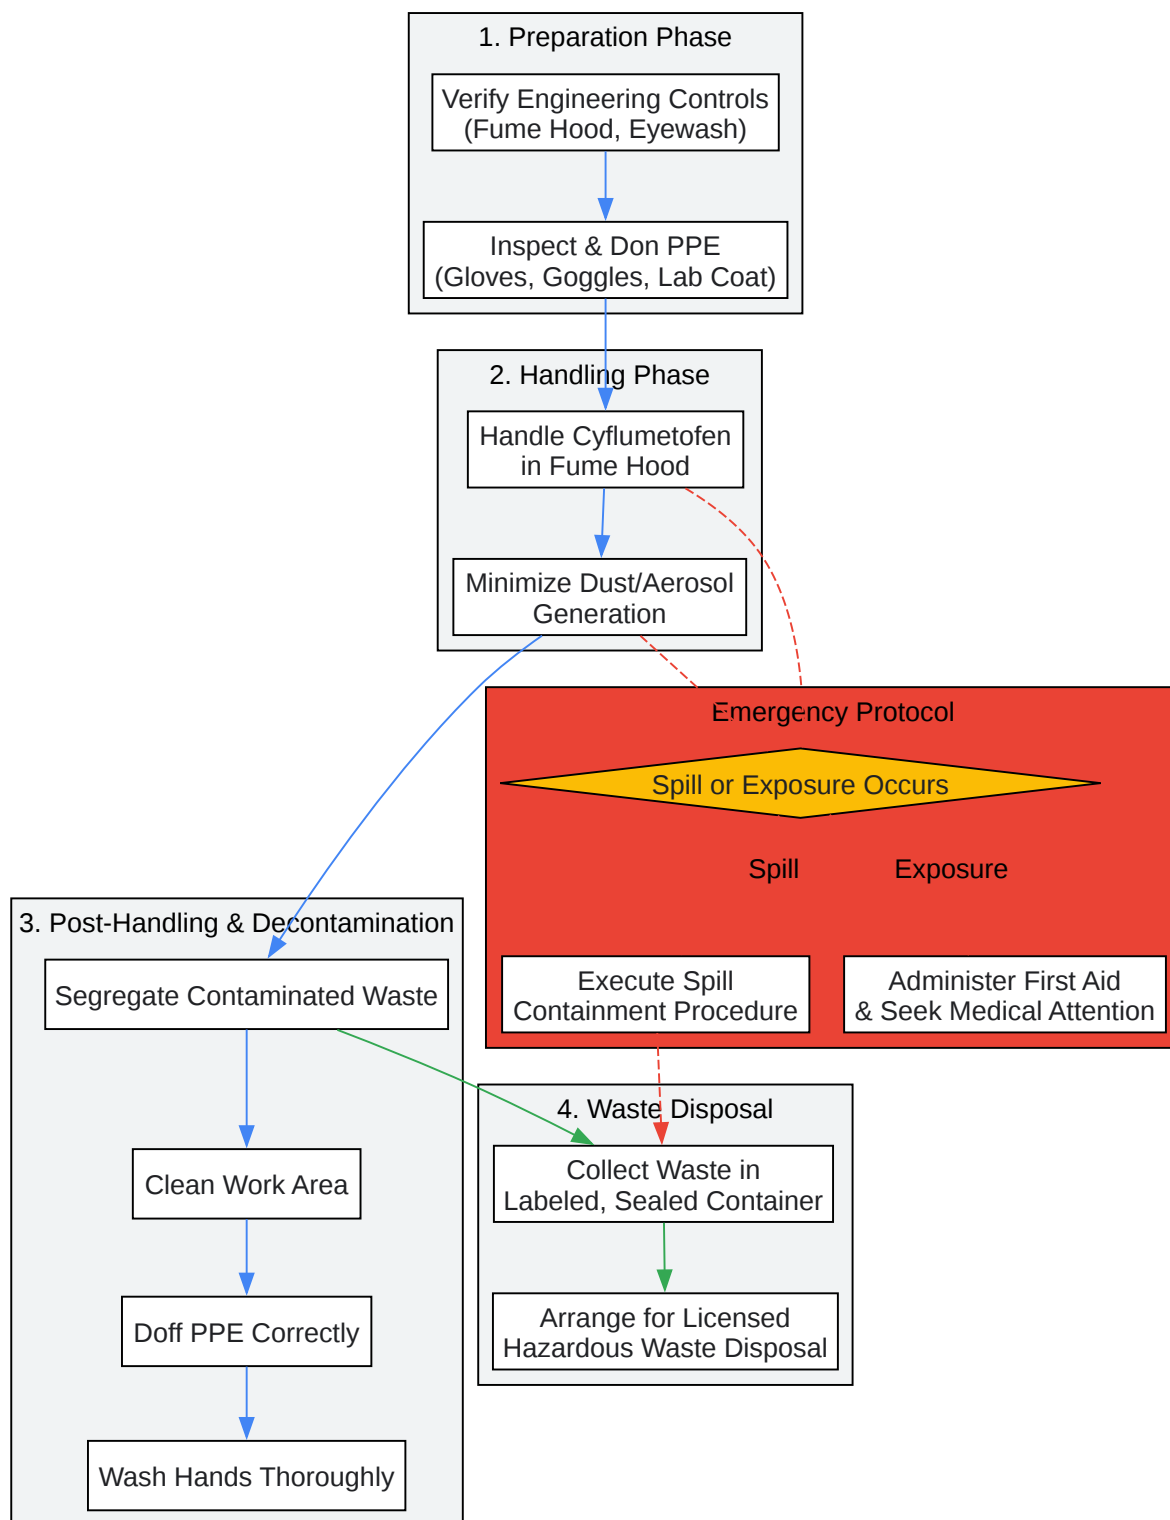 1. Preparation Phase
Verify Engineering Controls
(Fume Hood, Eyewash)
Inspect & Don PPE
(Gloves, Goggles, Lab Coat)
2. Handling Phase
Handle Cyflumetofen
in Fume Hood
Minimize Dust/Aerosol
Generation
Emergency Protocol
Spill or Exposure Occurs
Spill
Exposure
Execute Spill
Containment Procedure
Administer First Aid
& Seek Medical Attention
3. Post-Handling & Decontamination
Segregate Contaminated Waste
Clean Work Area
Doff PPE Correctly
Wash Hands Thoroughly
4. Waste Disposal
Collect Waste in
Labeled, Sealed Container
Arrange for Licensed
Hazardous Waste Disposal